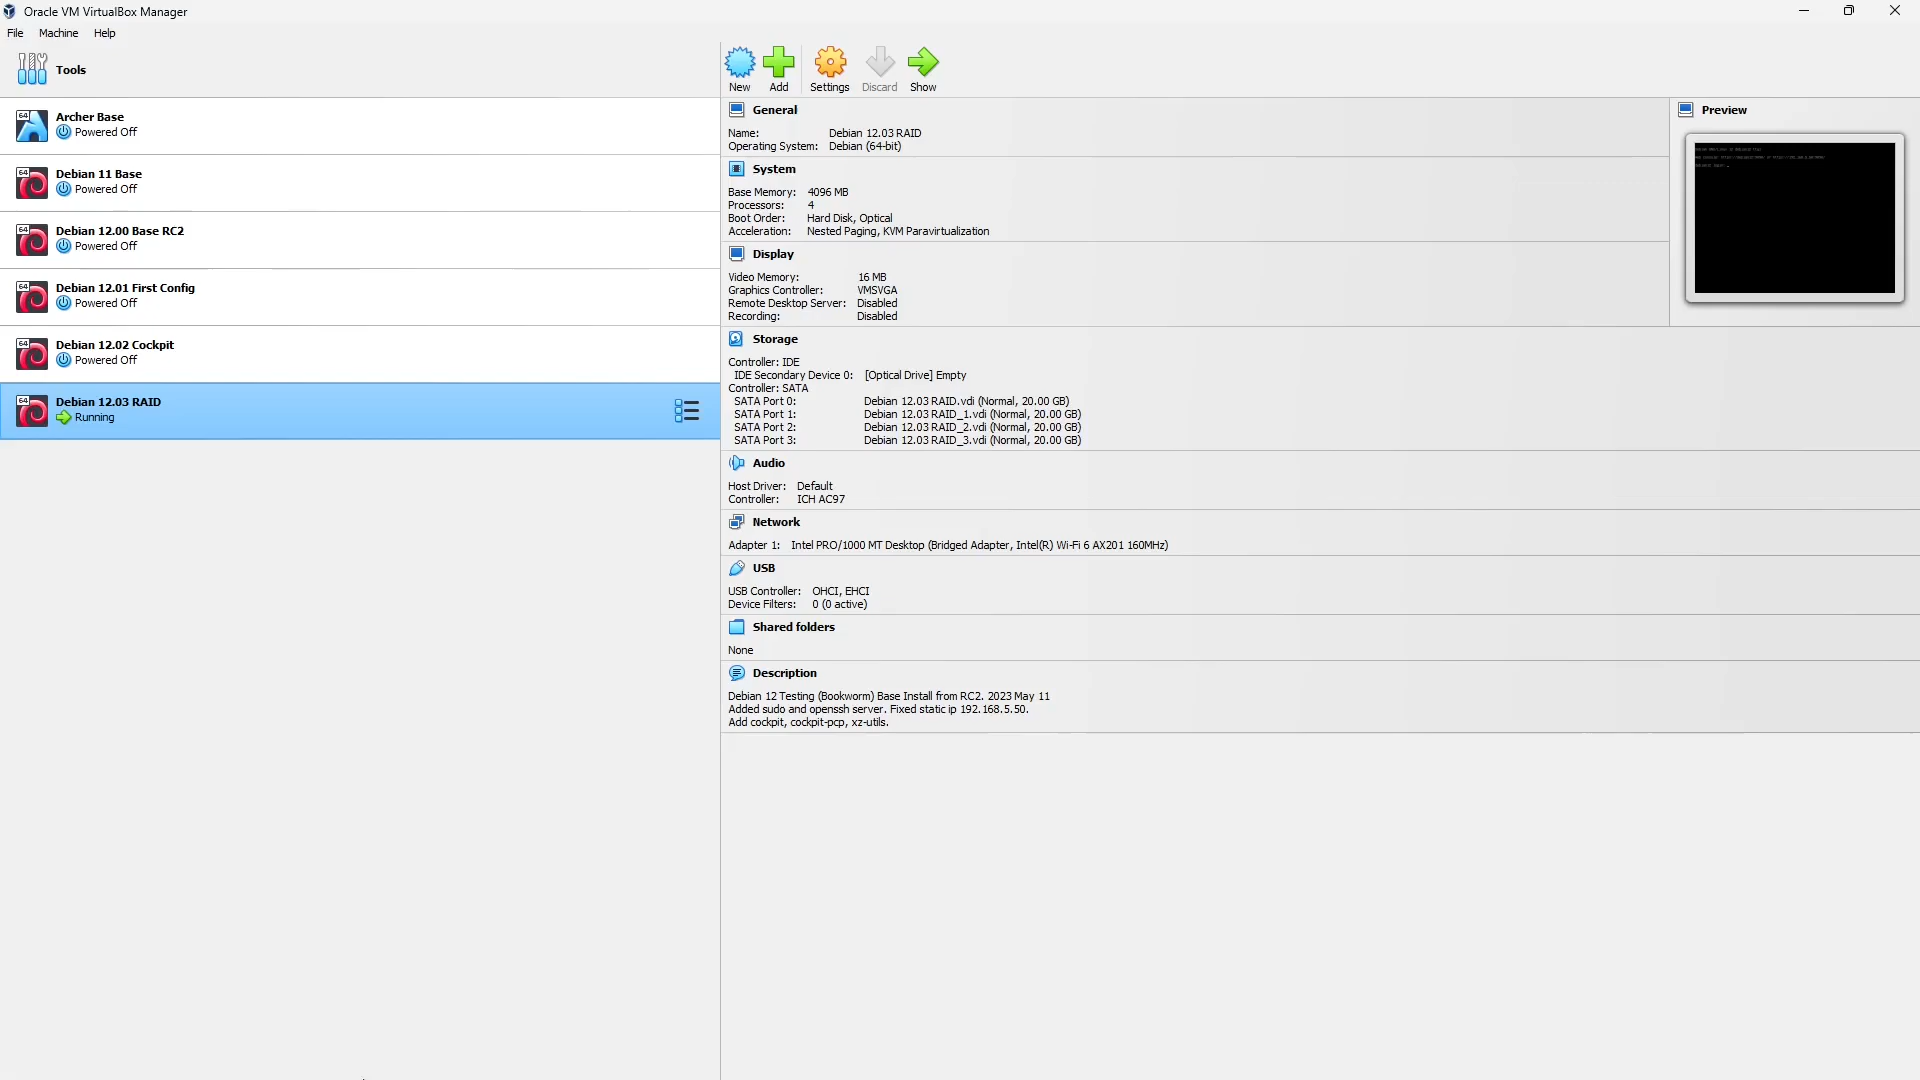 Oracle VM VirtualBox Manager
File Machine Help
Tools
New Add Settings Discard Show
64 Archer Base
Powered Off
64 Debian 11 Base
Powered Off
64 Debian 12.00 Base RC2
Powered Off
64 Debian 12.01 First Config
Powered Off
64 Debian 12.02 Cockpit
Powered Off
64 Debian 12.03 RAID
Running
General
Name: Debian 12.03 RAID
Operating System: Debian (64-bit)
System
Base Memory: 4096 MB
Processors: 4
Boot Order: Hard Disk, Optical
Acceleration: Nested Paging, KVM Paravirtualization
Display
Video Memory: 16 MB
Graphics Controller: VMSVGA
Remote Desktop Server: Disabled
Recording: Disabled
Preview
Storage
Controller: IDE
IDE Secondary Device 0: [Optical Drive] Empty
Controller: SATA
SATA Port 0: Debian 12.03 RAID.vdi (Normal, 20.00 GB)
SATA Port 1: Debian 12.03 RAID_1.vdi (Normal, 20.00 GB)
SATA Port 2: Debian 12.03 RAID_2.vdi (Normal, 20.00 GB)
SATA Port 3: Debian 12.03 RAID_3.vdi (Normal, 20.00 GB)
Audio
Host Driver: Default
Controller: ICH AC97
Network
Adapter 1: Intel PRO/1000 MT Desktop (Bridged Adapter, Intel(R) Wi-Fi 6 AX201 160MHz)
USB
USB Controller: OHCI, EHCI
Device Filters: 0 (0 active)
Shared folders
None
Description
Debian 12 Testing (Bookworm) Base Install from RC2. 2023 May 11
Added sudo and openssh server. Fixed static ip 192.168.5.50.
Add cockpit, cockpit-pcp, xz-utils.